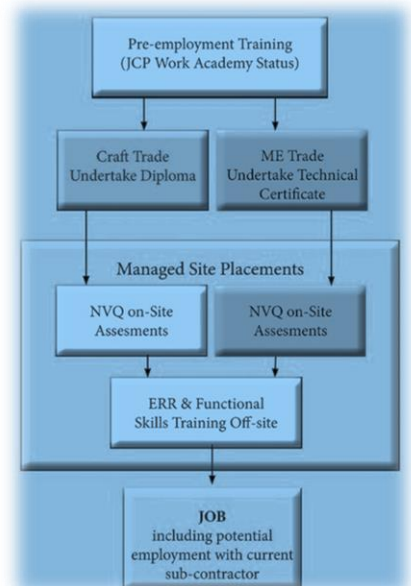 Pre-employment Training
(JCP Work Academy Status)
Craft Trade
Undertake Diploma
ME Trade
Undertake Technical
Certificate
Managed Site Placements
NVQ on-Site
Assesments
NVQ on-Site
Assesments
ERR & Functional
Skills Training Off-site
JOB
including potential
employment with current
sub-contractor